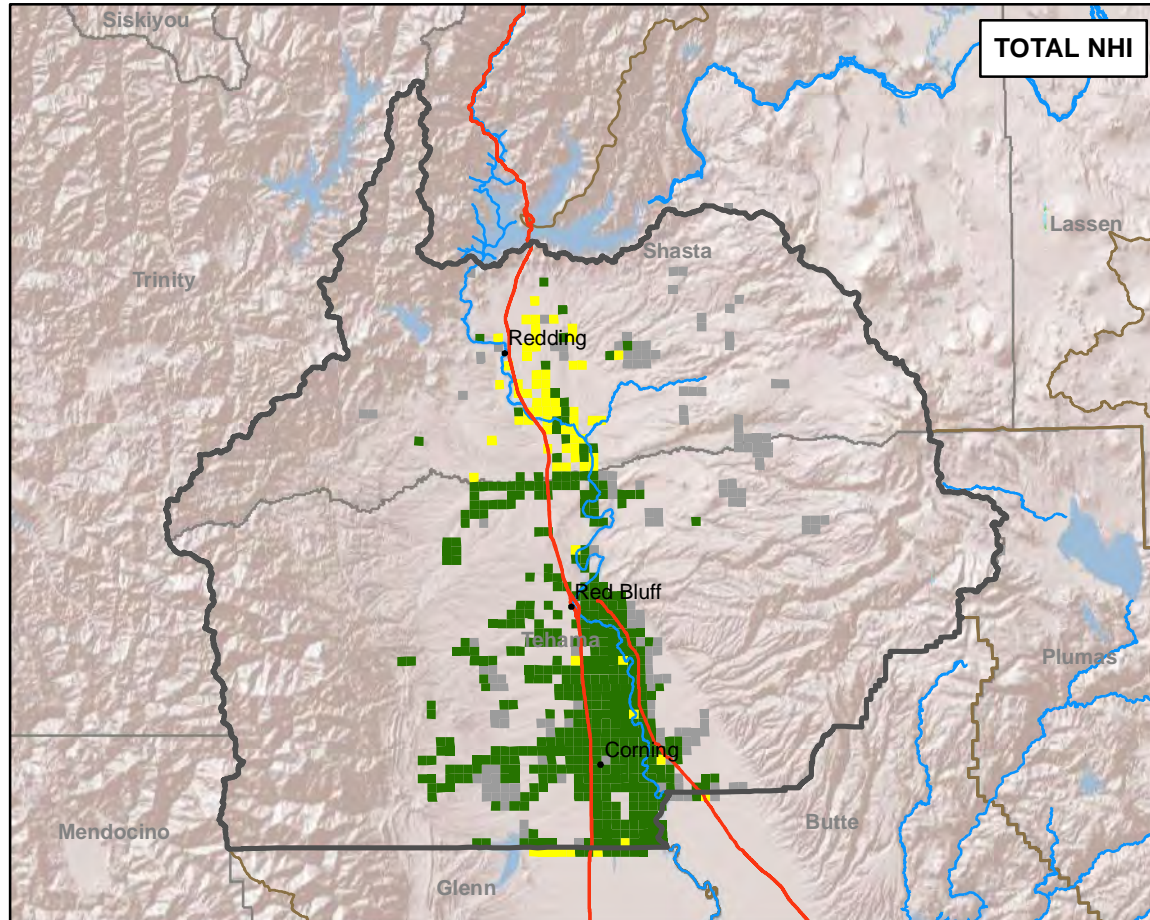 Siskiyou
TOTAL NHI
Lassen
Shasta
Trinity
Redding
Red Bluff
Tehama
Plumas
Corning
Mendocino
Butte
Glenn